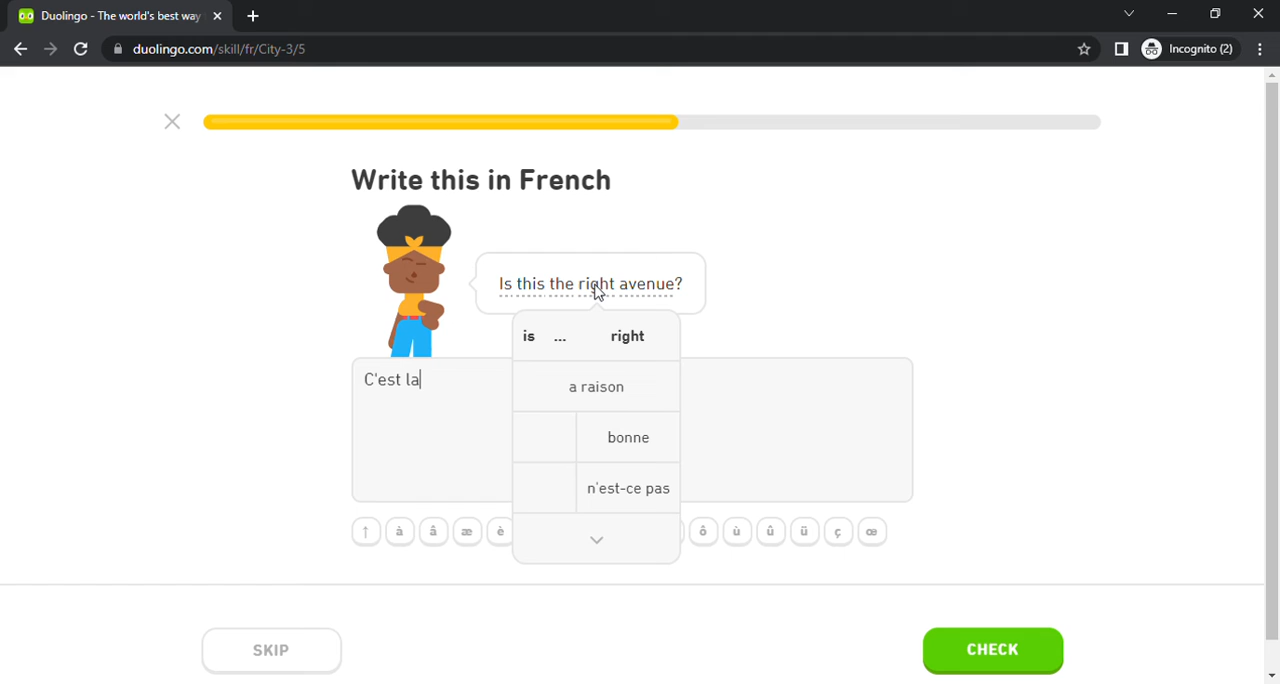 Duolingo - The world's best way
duolingo.com/skill/fr/City-3/5
Incognito (2)
Write this in French
Is this the right avenue?
is ... right
a raison
bonne
n'est-ce pas
C'est la
↑ à â æ è ô ù û ü ç œ
SKIP
CHECK